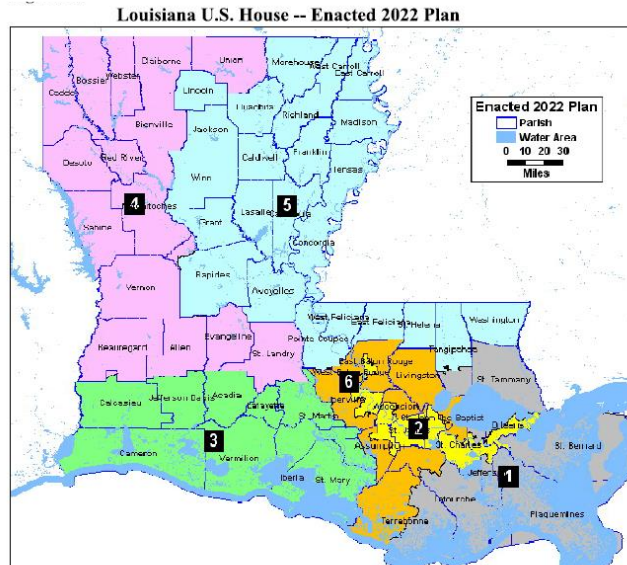 Louisiana U.S. House -- Enacted 2022 Plan
Enacted 2022 Plan
Parish
Water Area
0 10 20 30
Miles
Union
Morehouse
West Carroll
East Carroll
Claiborne
Webster
Bossier
Caddo
Lincoln
Ouachita
Richland
Madison
Bienville
Jackson
Red River
Desoto
Caldwell
Franklin
Tensas
Winn
4
Natchitoches
5
Sabine
Grant
Lasalle
Catahoula
Concordia
Rapides
Avoyelles
Vernon
West Feliciana
East Feliciana
St. Helena
Washington
Beauregard
Allen
Evangeline
St. Landry
Pointe Coupee
Tangipahoa
East Baton Rouge
Livingston
St. Tammany
6
Iberville
Calcasieu
Jefferson Davis
Acadia
Lafayette
St. Martin
Ascension
2
Orleans
3
Assumption
St. Charles
St. Bernard
Cameron
Vermilion
Iberia
St. Mary
Jefferson
1
Lafourche
Terrebonne
Plaquemines